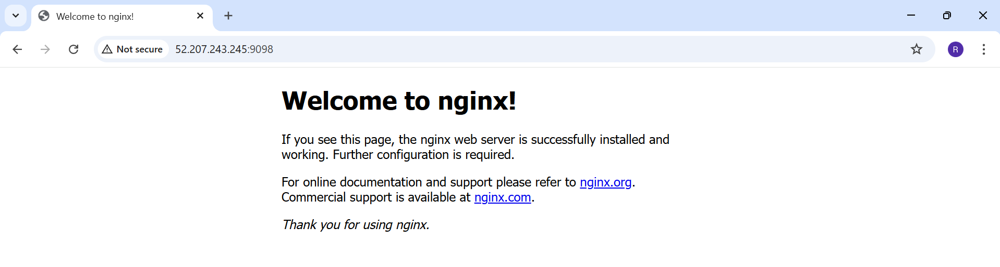 Welcome to nginx!
Not secure
52.207.243.245:9098
R
Welcome to nginx!
If you see this page, the nginx web server is successfully installed and
working. Further configuration is required.
For online documentation and support please refer to nginx.org.
Commercial support is available at nginx.com.
Thank you for using nginx.